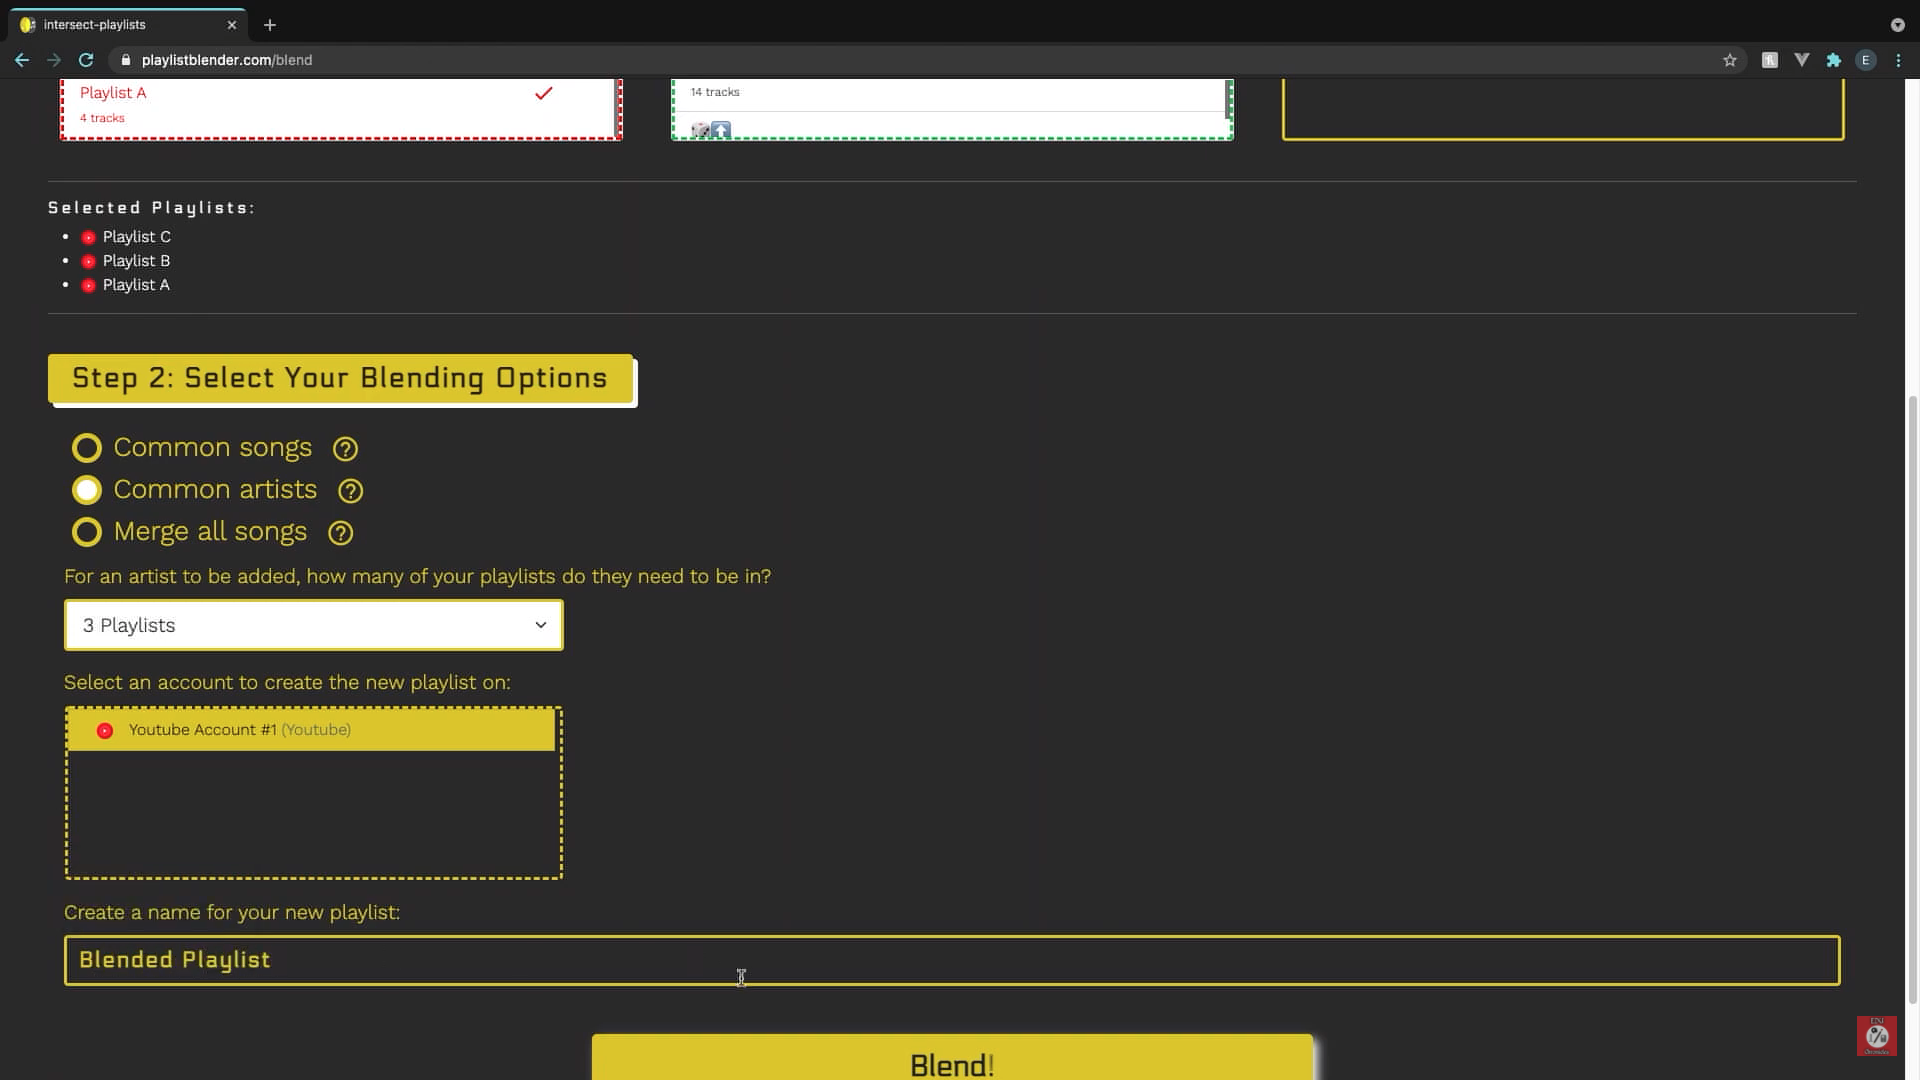 intersect-playlists
playlistblender.com/blend
E
Playlist A
4 tracks
14 tracks
Selected Playlists:
Playlist C
Playlist B
Playlist A
Step 2: Select Your Blending Options
Common songs ?
Common artists ?
Merge all songs ?
For an artist to be added, how many of your playlists do they need to be in?
3 Playlists
Select an account to create the new playlist on:
Youtube Account #1 (Youtube)
Create a name for your new playlist:
Blended Playlist
Blend!